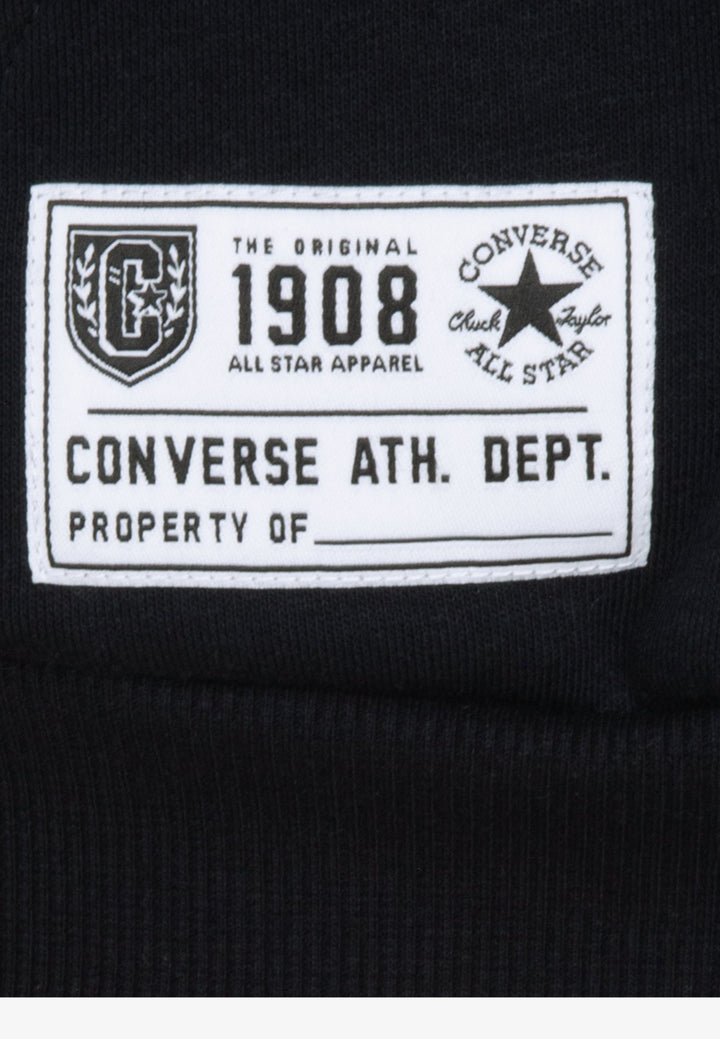 C
THE ORIGINAL
1908
ALL STAR APPAREL
CONVERSE
Chuck Taylor
ALL STAR
CONVERSE ATH. DEPT.
PROPERTY OF